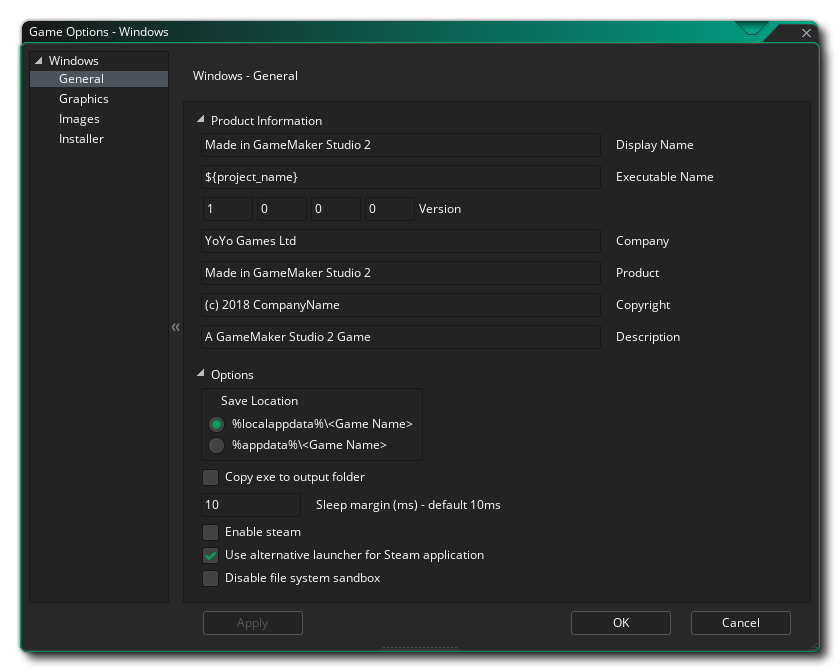 Game Options - Windows
Windows
General
Graphics
Images
Installer
Windows - General
Product Information
Made in GameMaker Studio 2 Display Name
${project_name} Executable Name
1 0 0 0 Version
YoYo Games Ltd Company
Made in GameMaker Studio 2 Product
(c) 2018 CompanyName Copyright
A GameMaker Studio 2 Game Description
Options
Save Location
%localappdata%\<Game Name>
%appdata%\<Game Name>
Copy exe to output folder
10 Sleep margin (ms) - default 10ms
Enable steam
Use alternative launcher for Steam application
Disable file system sandbox
Apply OK Cancel